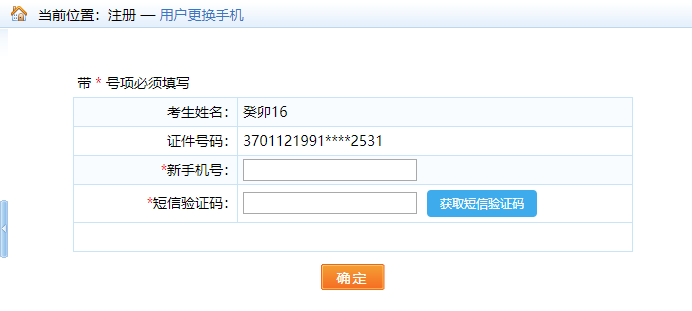 当前位置：注册 — 用户更换手机
带 * 号项必须填写
考生姓名： 癸卯16
证件号码： 3701121991****2531
*新手机号：
*短信验证码： 获取短信验证码
确定